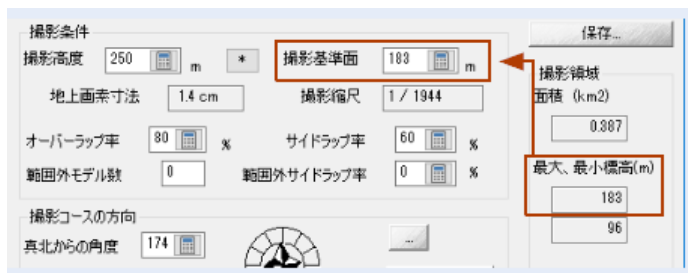 撮影条件
撮影高度 250 m * 撮影基準面 183 m
地上画素寸法 1.4 cm 撮影縮尺 1 / 1944
オーバーラップ率 80 % サイドラップ率 60 %
範囲外モデル数 0 範囲外サイドラップ率 0 %
撮影コースの方向
真北からの角度 174 ...
保存...
撮影領域
面積 (km2)
0.387
最大、最小標高(m)
183
96